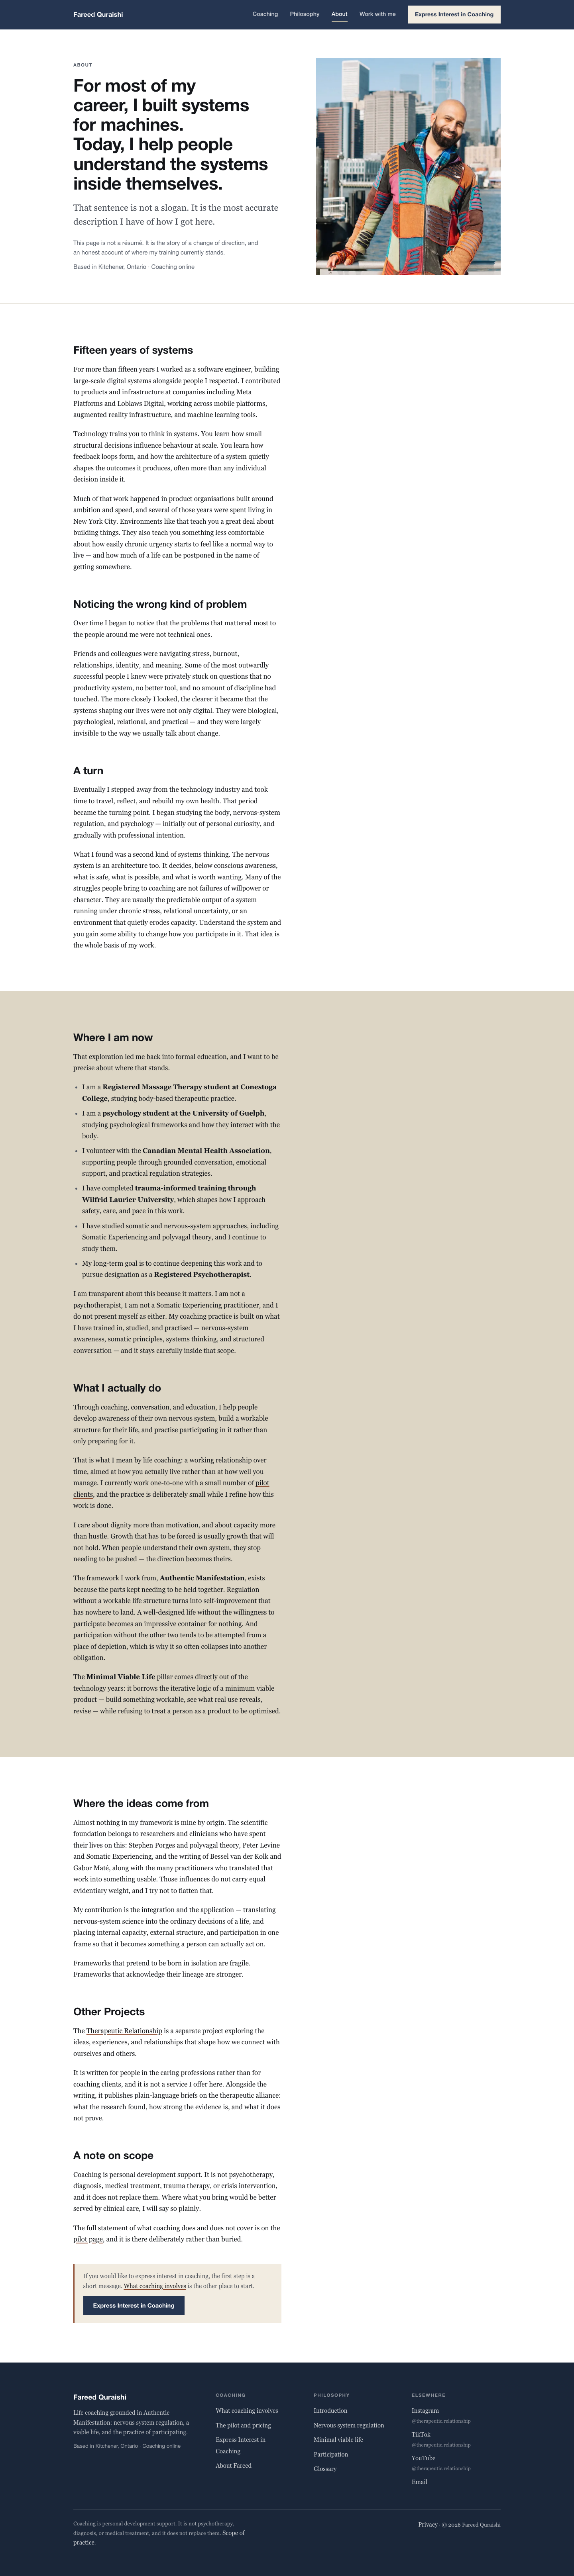 Fareed Quraishi
Coaching Philosophy About Work with me Express Interest in Coaching
ABOUT
For most of my
career, I built systems
for machines.
Today, I help people
understand the systems
inside themselves.
That sentence is not a slogan. It is the most accurate
description I have of how I got here.
This page is not a résumé. It is the story of a change of direction, and
an honest account of where my training currently stands.
Based in Kitchener, Ontario · Coaching online
Fifteen years of systems
For more than fifteen years I worked as a software engineer, building
large-scale digital systems alongside people I respected. I contributed
to products and infrastructure at companies including Meta
Platforms and Loblaws Digital, working across mobile platforms,
augmented reality infrastructure, and machine learning tools.
Technology trains you to think in systems. You learn how small
structural decisions influence behaviour at scale. You learn how
feedback loops form, and how the architecture of a system quietly
shapes the outcomes it produces, often more than any individual
decision inside it.
Much of that work happened in product organisations built around
ambition and speed, and several of those years were spent living in
New York City. Environments like that teach you a great deal about
building things. They also teach you something less comfortable
about how easily chronic urgency starts to feel like a normal way to
live — and how much of a life can be postponed in the name of
getting somewhere.
Noticing the wrong kind of problem
Over time I began to notice that the problems that mattered most to
the people around me were not technical ones.
Friends and colleagues were navigating stress, burnout,
relationships, identity, and meaning. Some of the most outwardly
successful people I knew were privately stuck on questions that no
productivity system, no better tool, and no amount of discipline had
touched. The more closely I looked, the clearer it became that the
systems shaping our lives were not only digital. They were biological,
psychological, relational, and practical — and they were largely
invisible to the way we usually talk about change.
A turn
Eventually I stepped away from the technology industry and took
time to travel, reflect, and rebuild my own health. That period
became the turning point. I began studying the body, nervous-system
regulation, and psychology — initially out of personal curiosity, and
gradually with professional intention.
What I found was a second kind of systems thinking. The nervous
system is an architecture too. It decides, below conscious awareness,
what is safe, what is possible, and what is worth wanting. Many of the
struggles people bring to coaching are not failures of willpower or
character. They are usually the predictable output of a system
running under chronic stress, relational uncertainty, or an
environment that quietly erodes capacity. Understand the system and
you gain some ability to change how you participate in it. That idea is
the whole basis of my work.
Where I am now
That exploration led me back into formal education, and I want to be
precise about where that stands.
• I am a Registered Massage Therapy student at Conestoga
College, studying body-based therapeutic practice.
• I am a psychology student at the University of Guelph,
studying psychological frameworks and how they interact with the
body.
• I volunteer with the Canadian Mental Health Association,
supporting people through grounded conversation, emotional
support, and practical regulation strategies.
• I have completed trauma-informed training through
Wilfrid Laurier University, which shapes how I approach
safety, care, and pace in this work.
• I have studied somatic and nervous-system approaches, including
Somatic Experiencing and polyvagal theory, and I continue to
study them.
• My long-term goal is to continue deepening this work and to
pursue designation as a Registered Psychotherapist.
I am transparent about this because it matters. I am not a
psychotherapist, I am not a Somatic Experiencing practitioner, and I
do not present myself as either. My coaching practice is built on what
I have trained in, studied, and practised — nervous-system
awareness, somatic principles, systems thinking, and structured
conversation — and it stays carefully inside that scope.
What I actually do
Through coaching, conversation, and education, I help people
develop awareness of their own nervous system, build a workable
structure for their life, and practise participating in it rather than
only preparing for it.
That is what I mean by life coaching: a working relationship over
time, aimed at how you actually live rather than at how well you
manage. I currently work one-to-one with a small number of pilot
clients, and the practice is deliberately small while I refine how this
work is done.
I care about dignity more than motivation, and about capacity more
than hustle. Growth that has to be forced is usually growth that will
not hold. When people understand their own system, they stop
needing to be pushed — the direction becomes theirs.
The framework I work from, Authentic Manifestation, exists
because the parts kept needing to be held together. Regulation
without a workable life structure turns into self-improvement that
has nowhere to land. A well-designed life without the willingness to
participate becomes an impressive container for nothing. And
participation without the other two tends to be attempted from a
place of depletion, which is why it so often collapses into another
obligation.
The Minimal Viable Life pillar comes directly out of the
technology years: it borrows the iterative logic of a minimum viable
product — build something workable, see what real use reveals,
revise — while refusing to treat a person as a product to be optimised.
Where the ideas come from
Almost nothing in my framework is mine by origin. The scientific
foundation belongs to researchers and clinicians who have spent
their lives on this: Stephen Porges and polyvagal theory, Peter Levine
and Somatic Experiencing, and the writing of Bessel van der Kolk and
Gabor Maté, along with the many practitioners who translated that
work into something usable. Those influences do not carry equal
evidentiary weight, and I try not to flatten that.
My contribution is the integration and the application — translating
nervous-system science into the ordinary decisions of a life, and
placing internal capacity, external structure, and participation in one
frame so that it becomes something a person can actually act on.
Frameworks that pretend to be born in isolation are fragile.
Frameworks that acknowledge their lineage are stronger.
Other Projects
The Therapeutic Relationship is a separate project exploring the
ideas, experiences, and relationships that shape how we connect with
ourselves and others.
It is written for people in the caring professions rather than for
coaching clients, and it is not a service I offer here. Alongside the
writing, it publishes plain-language briefs on the therapeutic alliance:
what the research found, how strong the evidence is, and what it does
not prove.
A note on scope
Coaching is personal development support. It is not psychotherapy,
diagnosis, medical treatment, trauma therapy, or crisis intervention,
and it does not replace them. Where what you bring would be better
served by clinical care, I will say so plainly.
The full statement of what coaching does and does not cover is on the
pilot page, and it is there deliberately rather than buried.
If you would like to express interest in coaching, the first step is a
short message. What coaching involves is the other place to start.
Express Interest in Coaching
Fareed Quraishi
Life coaching grounded in Authentic
Manifestation: nervous system regulation, a
viable life, and the practice of participating.
Based in Kitchener, Ontario · Coaching online
COACHING
What coaching involves
The pilot and pricing
Express Interest in
Coaching
About Fareed
PHILOSOPHY
Introduction
Nervous system regulation
Minimal viable life
Participation
Glossary
ELSEWHERE
Instagram
@therapeutic.relationship
TikTok
@therapeutic.relationship
YouTube
@therapeutic.relationship
Email
Coaching is personal development support. It is not psychotherapy,
diagnosis, or medical treatment, and it does not replace them. Scope of
practice.
Privacy · © 2026 Fareed Quraishi